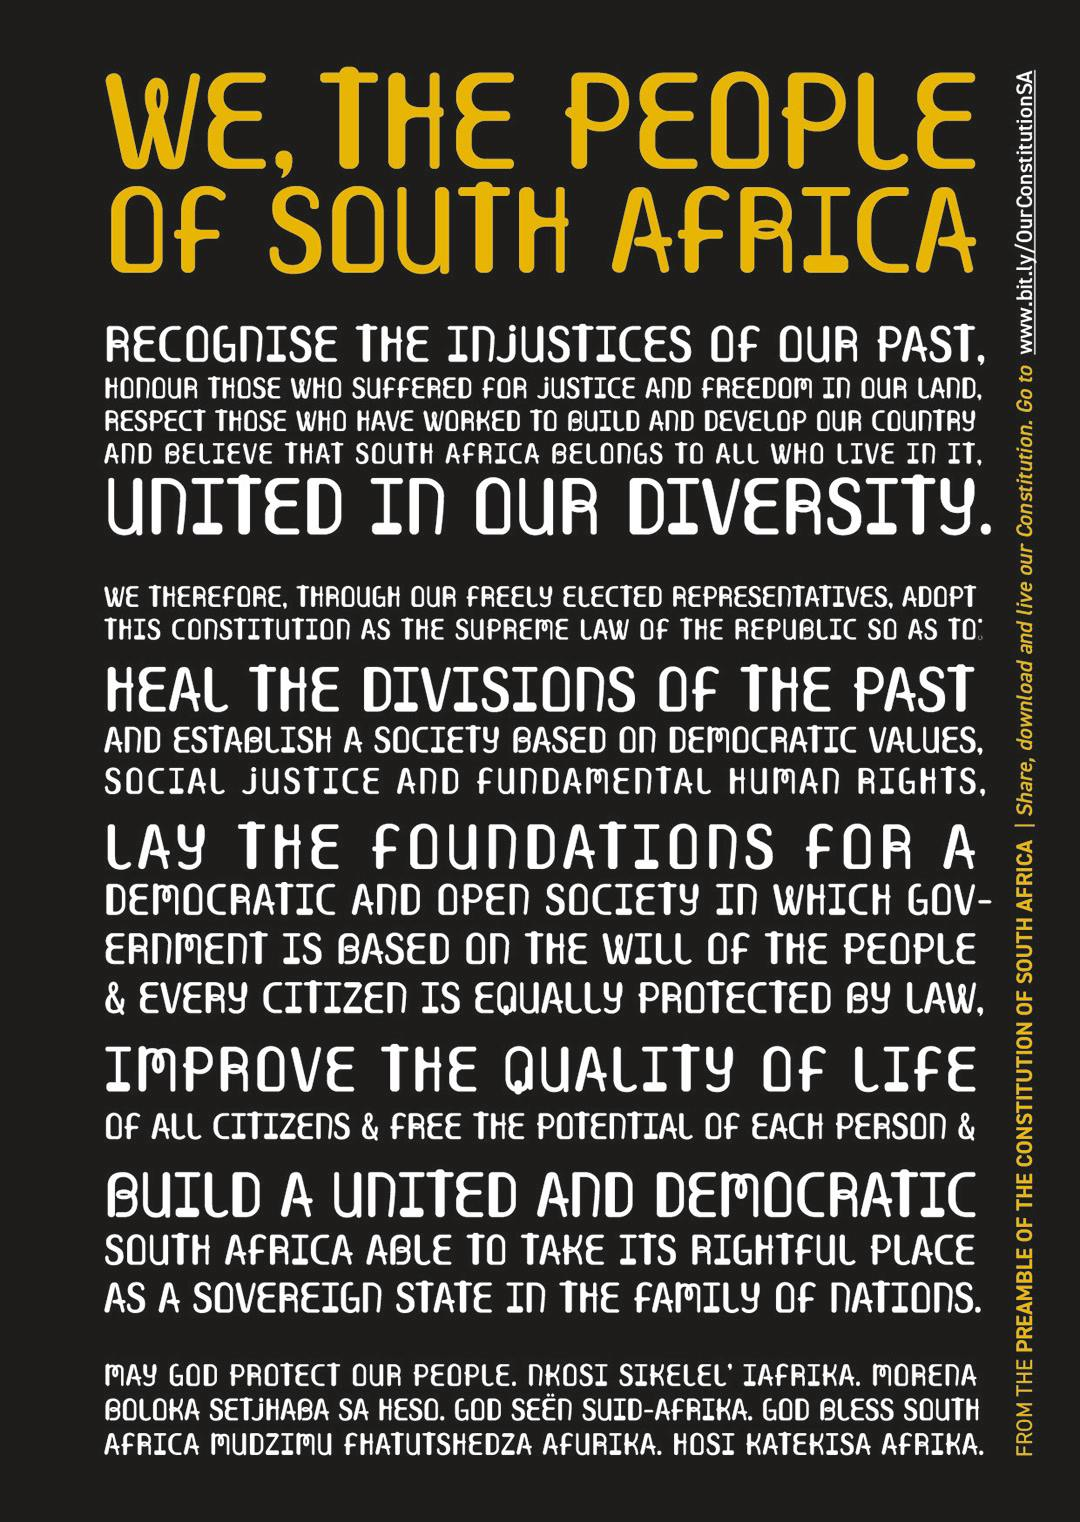 WE, THE PEOPLE
OF SOUTH AFRICA
RECOGNISE THE INJUSTICES OF OUR PAST,
HONOUR THOSE WHO SUFFERED FOR JUSTICE AND FREEDOM IN OUR LAND,
RESPECT THOSE WHO HAVE WORKED TO BUILD AND DEVELOP OUR COUNTRY
AND BELIEVE THAT SOUTH AFRICA BELONGS TO ALL WHO LIVE IN IT,
UNITED IN OUR DIVERSITY.
WE THEREFORE, THROUGH OUR FREELY ELECTED REPRESENTATIVES, ADOPT
THIS CONSTITUTION AS THE SUPREME LAW OF THE REPUBLIC SO AS TO:
HEAL THE DIVISIONS OF THE PAST
AND ESTABLISH A SOCIETY BASED ON DEMOCRATIC VALUES,
SOCIAL JUSTICE AND FUNDAMENTAL HUMAN RIGHTS,
LAY THE FOUNDATIONS FOR A
DEMOCRATIC AND OPEN SOCIETY IN WHICH GOV-
ERNMENT IS BASED ON THE WILL OF THE PEOPLE
& EVERY CITIZEN IS EQUALLY PROTECTED BY LAW,
IMPROVE THE QUALITY OF LIFE
OF ALL CITIZENS & FREE THE POTENTIAL OF EACH PERSON &
BUILD A UNITED AND DEMOCRATIC
SOUTH AFRICA ABLE TO TAKE ITS RIGHTFUL PLACE
AS A SOVEREIGN STATE IN THE FAMILY OF NATIONS.
MAY GOD PROTECT OUR PEOPLE. NKOSI SIKELEL' IAFRIKA. MORENA
BOLOKA SETJHABA SA HESO. GOD SEËN SUID-AFRIKA. GOD BLESS SOUTH
AFRICA MUDZIMU FHATUTSHEDZA AFURIKA. HOSI KATEKISA AFRIKA.
FROM THE PREAMBLE OF THE CONSTITUTION OF SOUTH AFRICA | Share, download and live our Constitution. Go to www.bit.ly/OurConstitutionSA